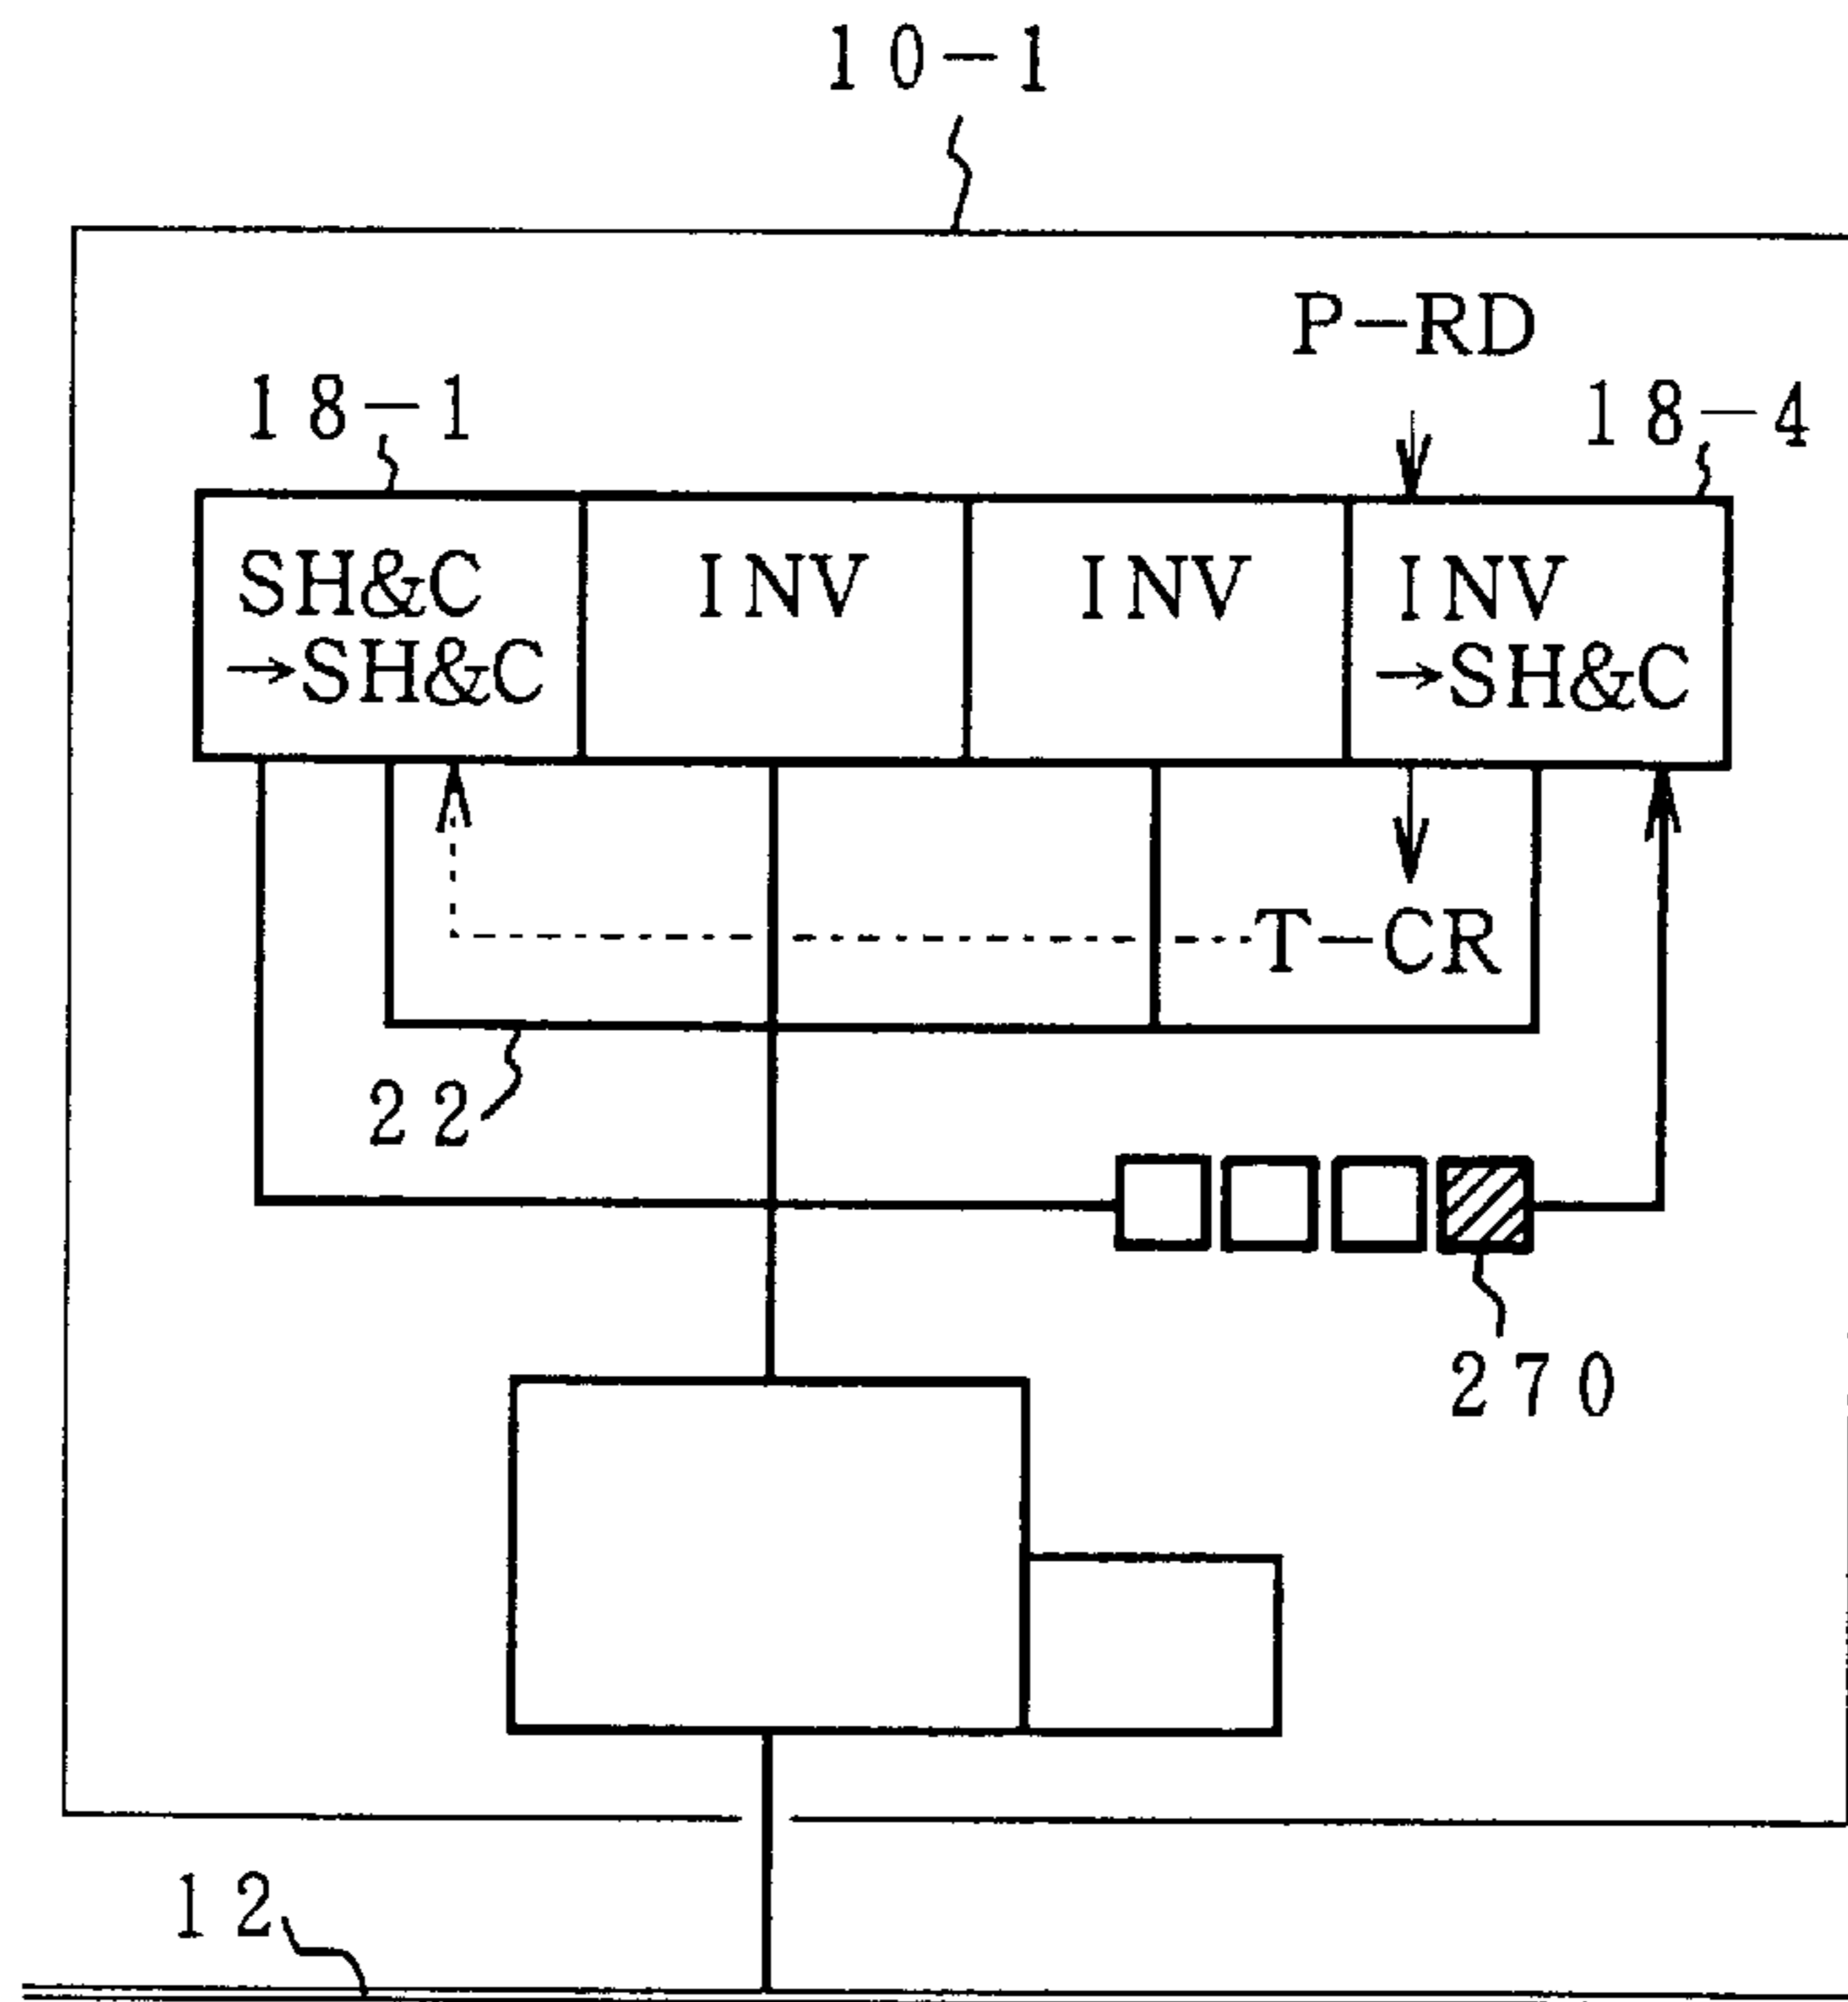 10-1
P-RD
18-1
18-4
SH&C
→SH&C
INV
INV
INV
→SH&C
T-CR
22
270
12